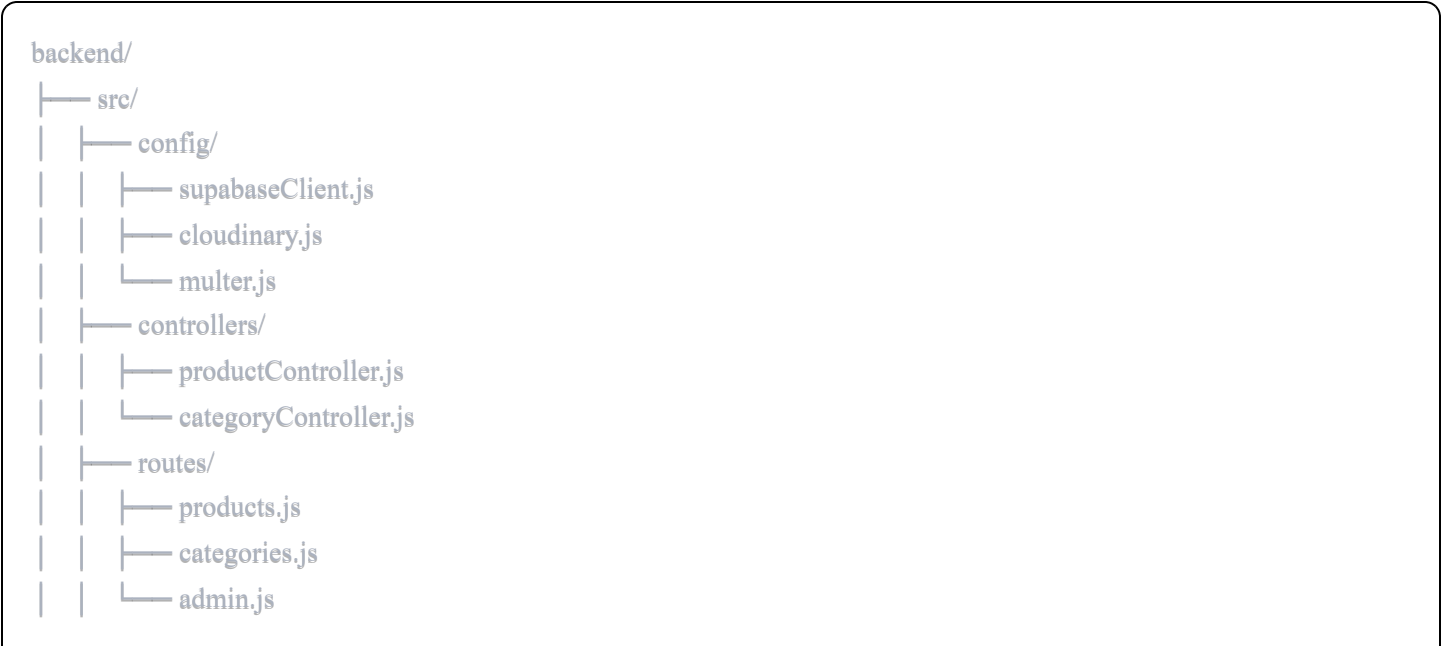 backend/
├── src/
│   ├── config/
│   │   ├── supabaseClient.js
│   │   ├── cloudinary.js
│   │   └── multer.js
│   ├── controllers/
│   │   ├── productController.js
│   │   └── categoryController.js
│   ├── routes/
│   │   ├── products.js
│   │   ├── categories.js
│   │   └── admin.js